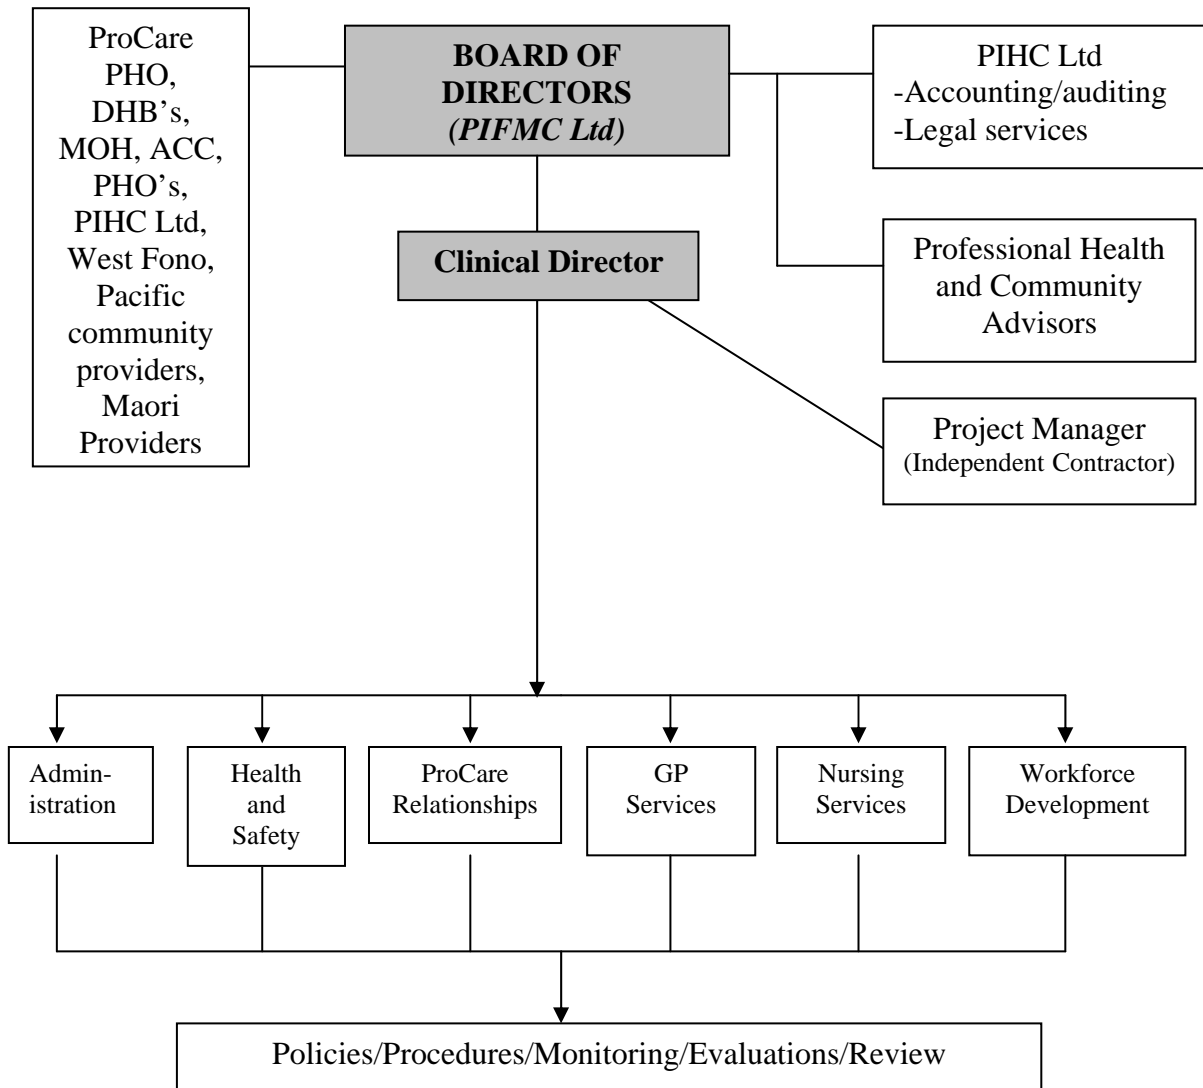 ProCare
PHO,
DHB’s,
MOH, ACC,
PHO’s,
PIHC Ltd,
West Fono,
Pacific
community
providers,
Maori
Providers
BOARD OF
DIRECTORS
(PIFMC Ltd)
PIHC Ltd
-Accounting/auditing
-Legal services
Clinical Director
Professional Health
and Community
Advisors
Project Manager
(Independent Contractor)
Admin-
istration
Health
and
Safety
ProCare
Relationships
GP
Services
Nursing
Services
Workforce
Development
Policies/Procedures/Monitoring/Evaluations/Review